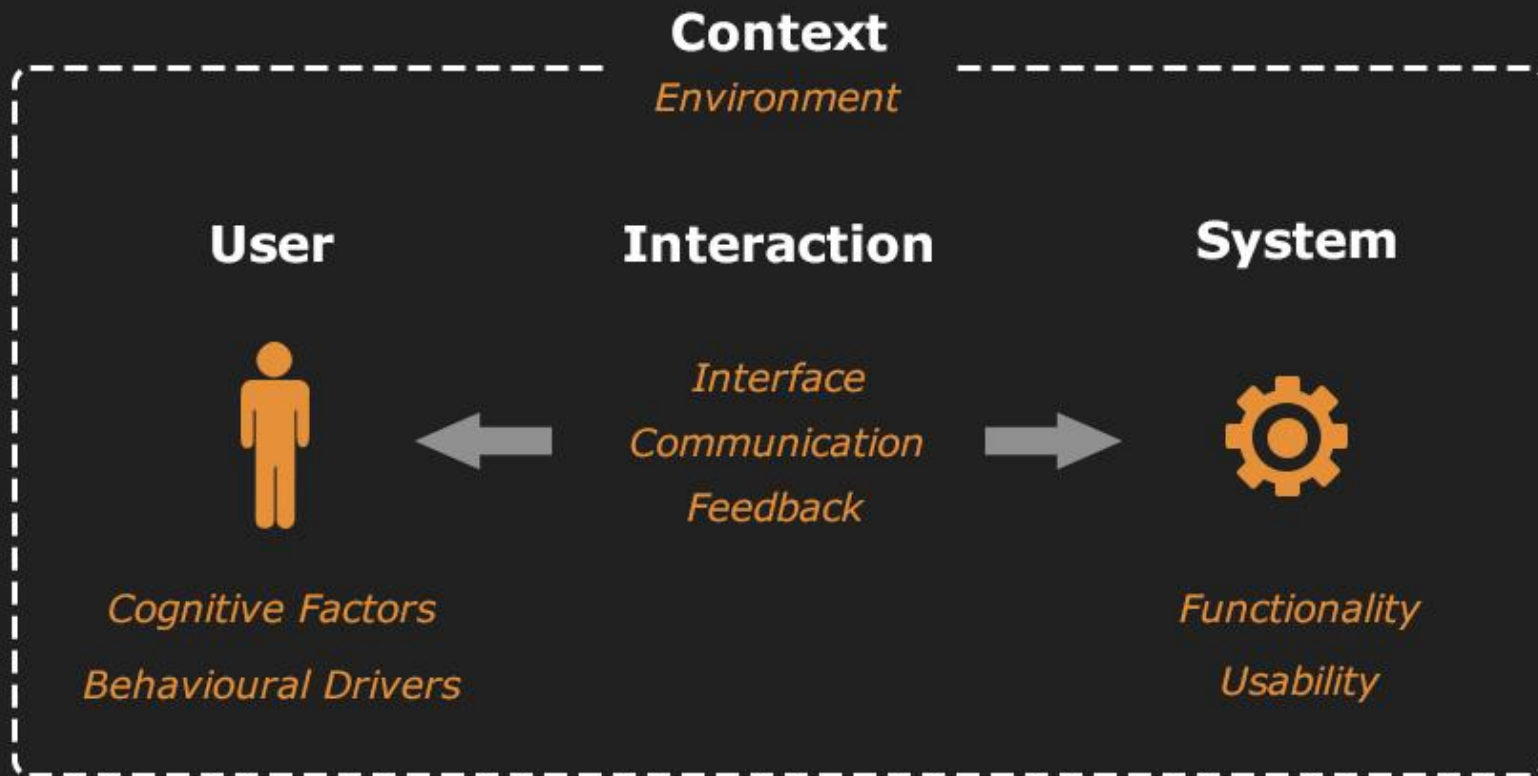 Context
Environment
User
Interaction
System
Interface
Communication
Feedback
Cognitive Factors
Behavioural Drivers
Functionality
Usability